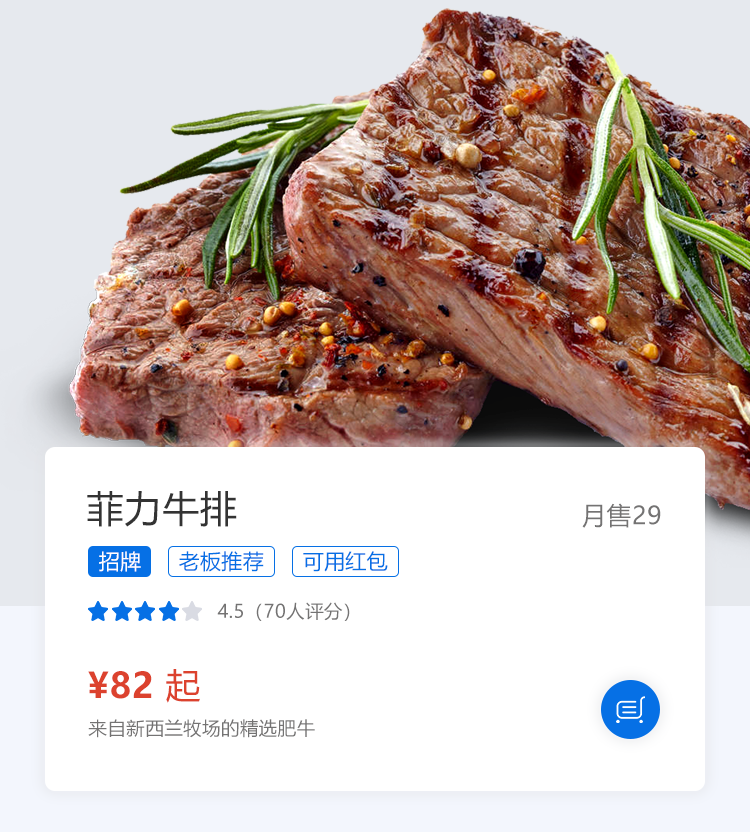 菲力牛排
月售29
招牌 老板推荐 可用红包
4.5（70人评分）
¥82 起
来自新西兰牧场的精选肥牛